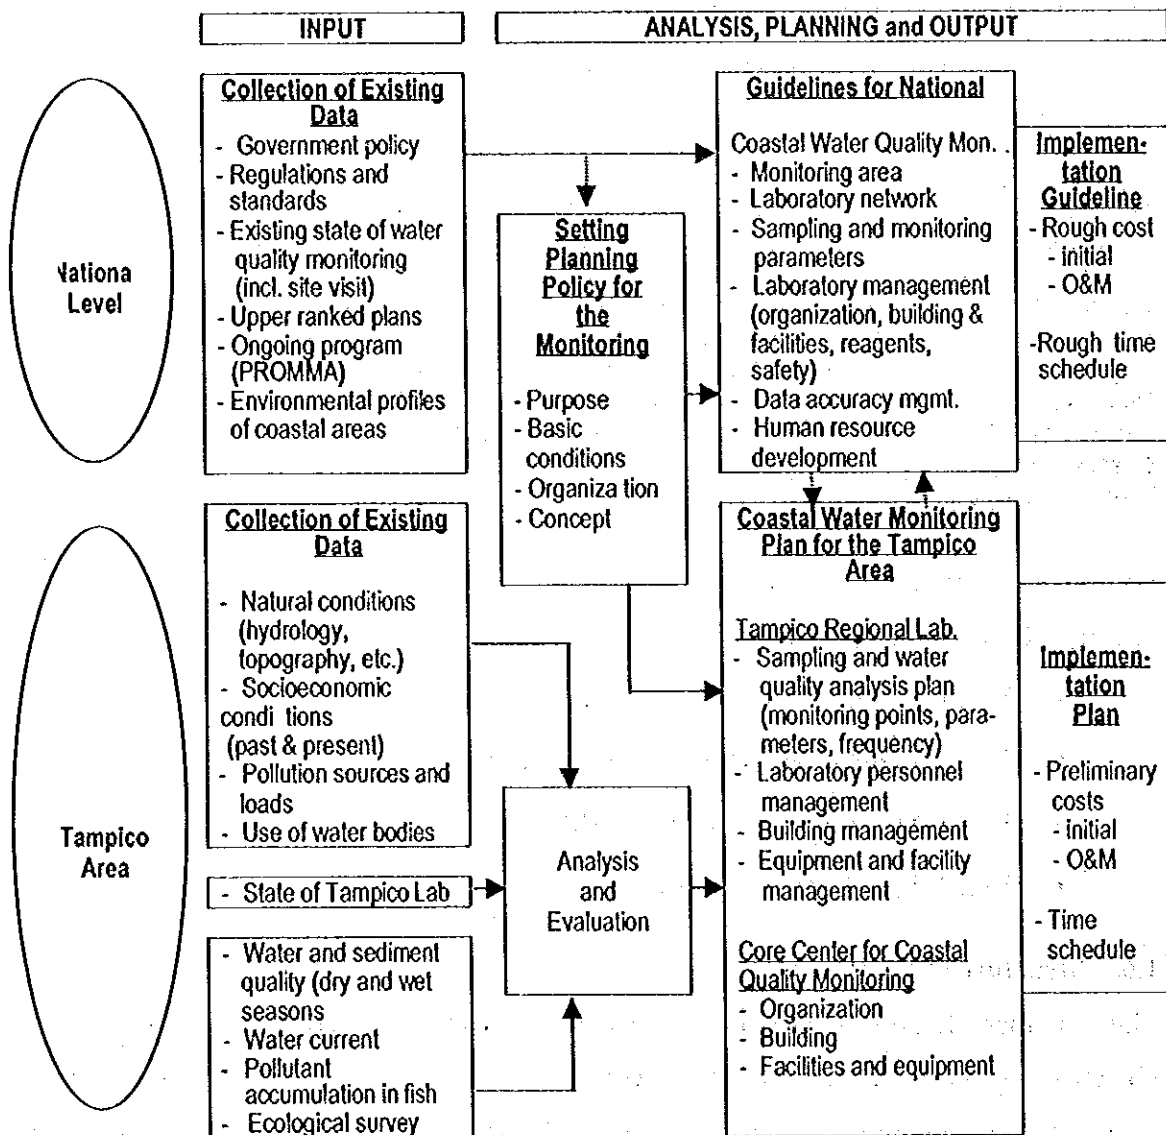 INPUT
ANALYSIS, PLANNING and OUTPUT
Nationa
Level
Collection of Existing
Data
- Government policy
- Regulations and
standards
- Existing state of water
quality monitoring
(incl. site visit)
- Upper ranked plans
- Ongoing program
(PROMMA)
- Environmental profiles
of coastal areas
Setting
Planning
Policy for
the
Monitoring
- Purpose
- Basic
conditions
- Organiza tion
- Concept
Guidelines for National
Coastal Water Quality Mon.
- Monitoring area
- Laboratory network
- Sampling and monitoring
parameters
- Laboratory management
(organization, building &
facilities, reagents,
safety)
- Data accuracy mgmt.
- Human resource
development
Implemen-
tation
Guideline
- Rough cost
- initial
- O&M
-Rough time
schedule
Tampico
Area
Collection of Existing
Data
- Natural conditions
(hydrology,
topography, etc.)
- Socioeconomic
condi tions
(past & present)
- Pollution sources and
loads
- Use of water bodies
- State of Tampico Lab
- Water and sediment
quality (dry and wet
seasons
- Water current
- Pollutant
accumulation in fish
- Ecological survey
Analysis
and
Evaluation
Coastal Water Monitoring
Plan for the Tampico
Area
Tampico Regional Lab.
- Sampling and water
quality analysis plan
(monitoring points, para-
meters, frequency)
- Laboratory personnel
management
- Building management
- Equipment and facility
management
Core Center for Coastal
Quality Monitoring
- Organization
- Building
- Facilities and equipment
Implemen-
tation
Plan
- Preliminary
costs
- initial
- O&M
- Time
schedule